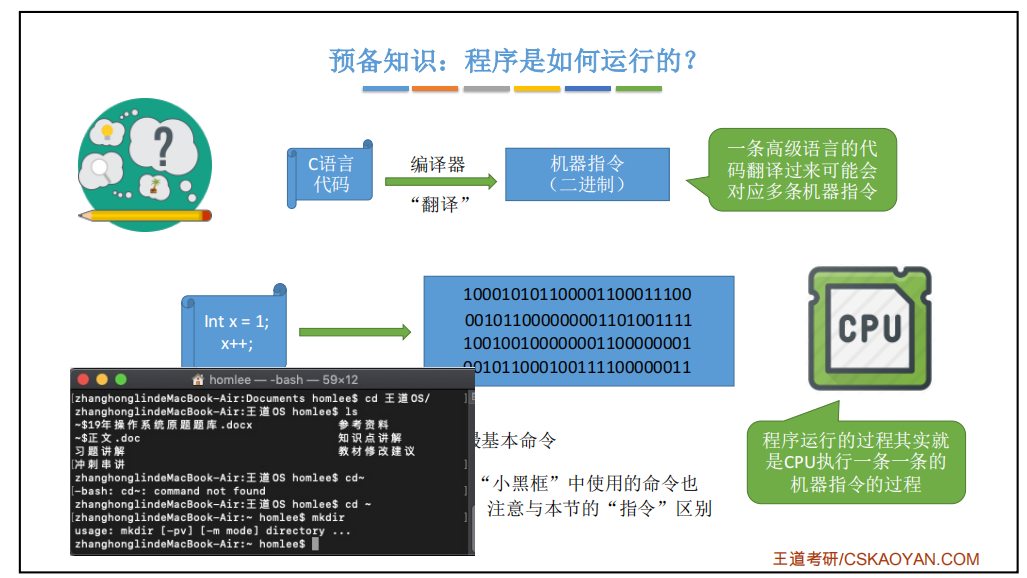 预备知识：程序是如何运行的？
C语言
代码
编译器
“翻译”
机器指令
（二进制）
一条高级语言的代
码翻译过来可能会
对应多条机器指令
?
Int x = 1;
x++;
100010101100001100011100
001011000000001101001111
100100100000001100000001
001011000100111100000011
CPU
homlee — -bash — 59×12
[zhanghonglindeMacBook-Air:Documents homlee$ cd 王道OS/ ]
zhanghonglindeMacBook-Air:王道OS homlee$ ls
~$19年操作系统原题题库.docx 参考资料
~$正文.doc 知识点讲解
习题讲解 教材修改建议
[冲刺串讲 ]
zhanghonglindeMacBook-Air:王道OS homlee$ cd~
[-bash: cd~: command not found ]
zhanghonglindeMacBook-Air:王道OS homlee$ cd ~
[zhanghonglindeMacBook-Air:~ homlee$ mkdir ]
usage: mkdir [-pv] [-m mode] directory ...
zhanghonglindeMacBook-Air:~ homlee$
基本命令
“小黑框”中使用的命令也
注意与本节的“指令”区别
程序运行的过程其实就
是CPU执行一条一条的
机器指令的过程
王道考研/CSKAOYAN.COM